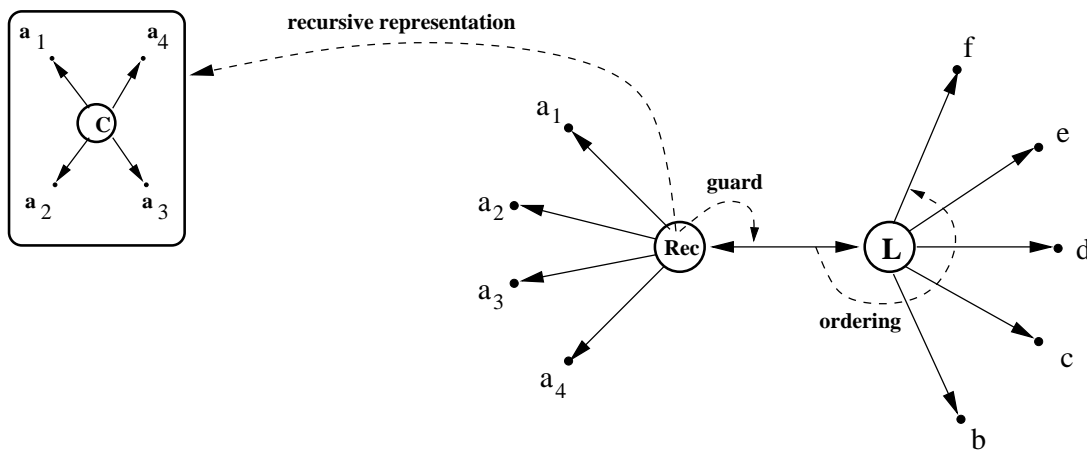 recursive representation
a1
a4
C
a2
a3
f
a1
e
guard
a2
Rec
L
d
a3
ordering
c
a4
b